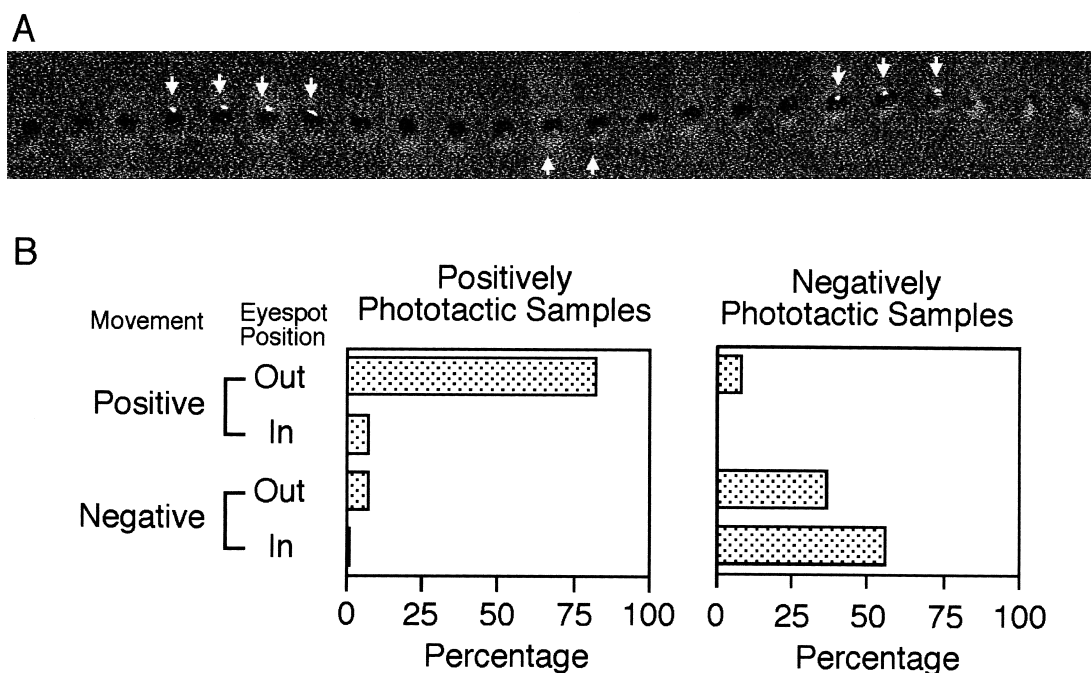 A
B
Positively
Phototactic Samples
Negatively
Phototactic Samples
Movement
Eyespot
Position
Positive
Out
In
Negative
Out
In
0 25 50 75 100
0 25 50 75 100
Percentage
Percentage